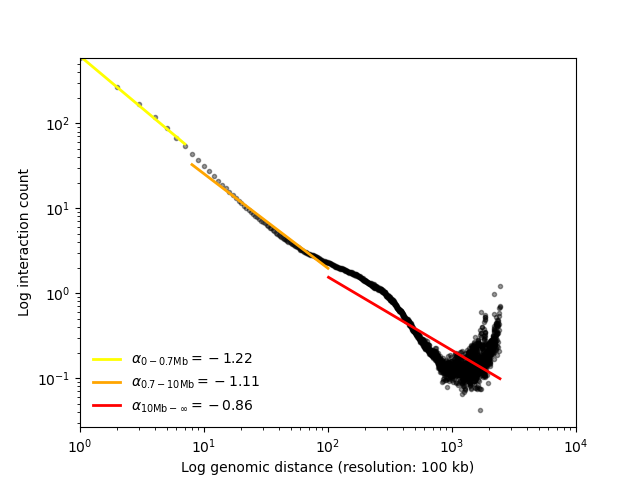 10²
10¹
10⁰
10⁻¹
Log interaction count
α₀₋₀.₇Mb = −1.22
α₀.₇₋₁₀Mb = −1.11
α₁₀Mb₋∞ = −0.86
10⁰ 10¹ 10² 10³ 10⁴
Log genomic distance (resolution: 100 kb)